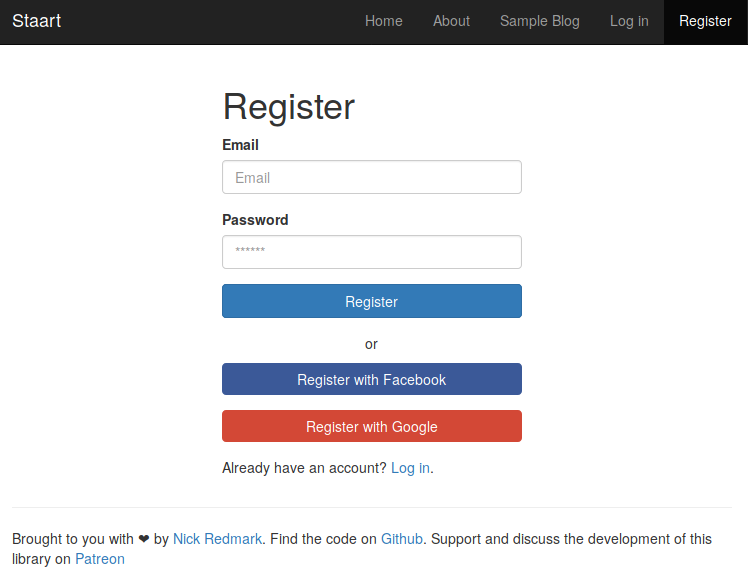 Staart
Home
About
Sample Blog
Log in
Register
Register
Email
Email
Password
******
Register
or
Register with Facebook
Register with Google
Already have an account? Log in.
Brought to you with ❤ by Nick Redmark. Find the code on Github. Support and discuss the development of this
library on Patreon